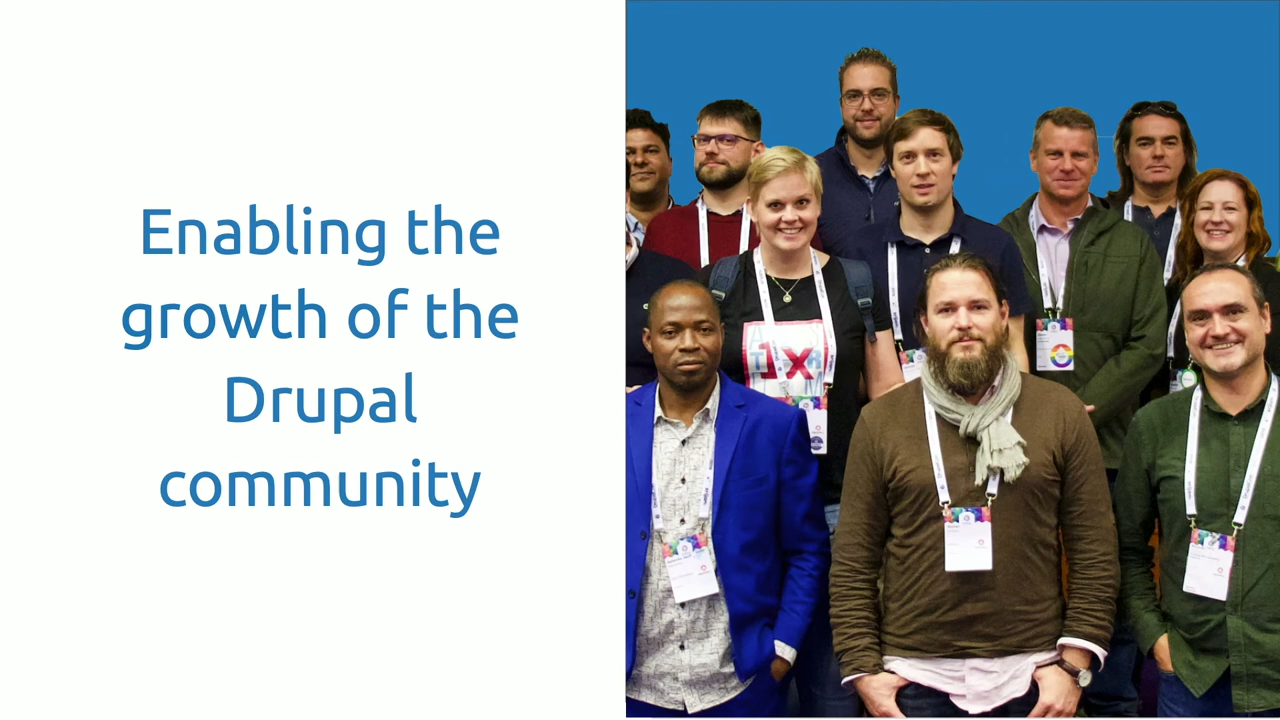 Enabling the
growth of the
Drupal
community